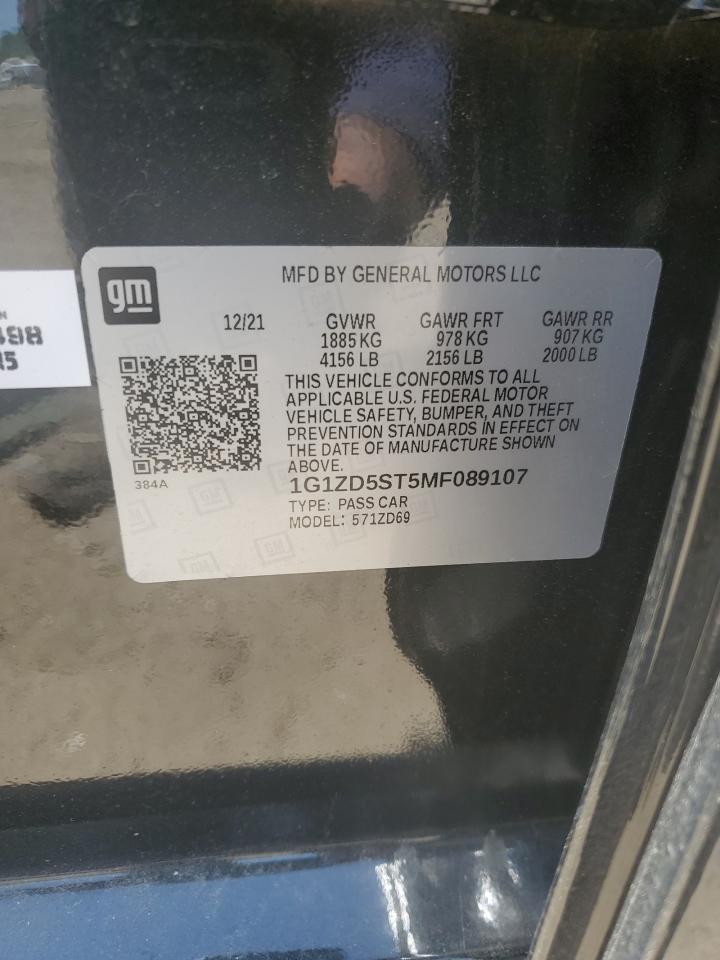 gm
MFD BY GENERAL MOTORS LLC
12/21 GVWR GAWR FRT GAWR RR
1885 KG 978 KG 907 KG
4156 LB 2156 LB 2000 LB
THIS VEHICLE CONFORMS TO ALL
APPLICABLE U.S. FEDERAL MOTOR
VEHICLE SAFETY, BUMPER, AND THEFT
PREVENTION STANDARDS IN EFFECT ON
THE DATE OF MANUFACTURE SHOWN
ABOVE.
384A
1G1ZD5ST5MF089107
TYPE: PASS CAR
MODEL: 571ZD69